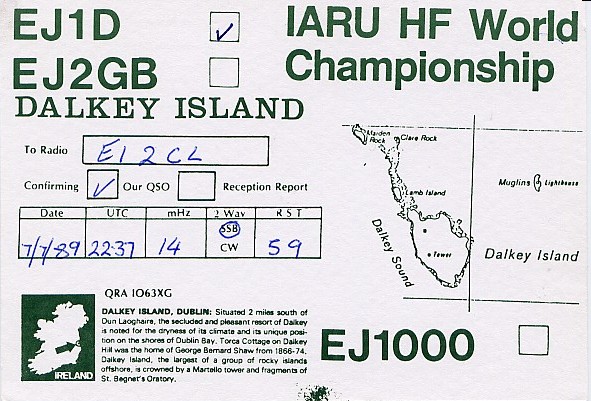 EJ1D ✓
IARU HF World
EJ2GB
Championship
DALKEY ISLAND
To Radio EI2CL
Confirming ✓ Our QSO Reception Report
Date UTC mHz 2 Way RST
7/7/89 2237 14 SSB CW 59
Maiden Rock
Clare Rock
Lamb Island
Muglins Lighthouse
Dalkey Sound
Tower
Dalkey Island
QRA IO63XG
DALKEY ISLAND, DUBLIN: Situated 2 miles south of
Dun Laoghaire, the secluded and pleasant resort of Dalkey
is noted for the dryness of its climate and its unique posi-
tion on the shores of Dublin Bay. Torca Cottage on Dalkey
Hill was the home of George Bernard Shaw from 1866-74.
Dalkey Island, the largest of a group of rocky islands
offshore, is crowned by a Martello tower and fragments of
St. Begnet's Oratory.
IRELAND
EJ1000